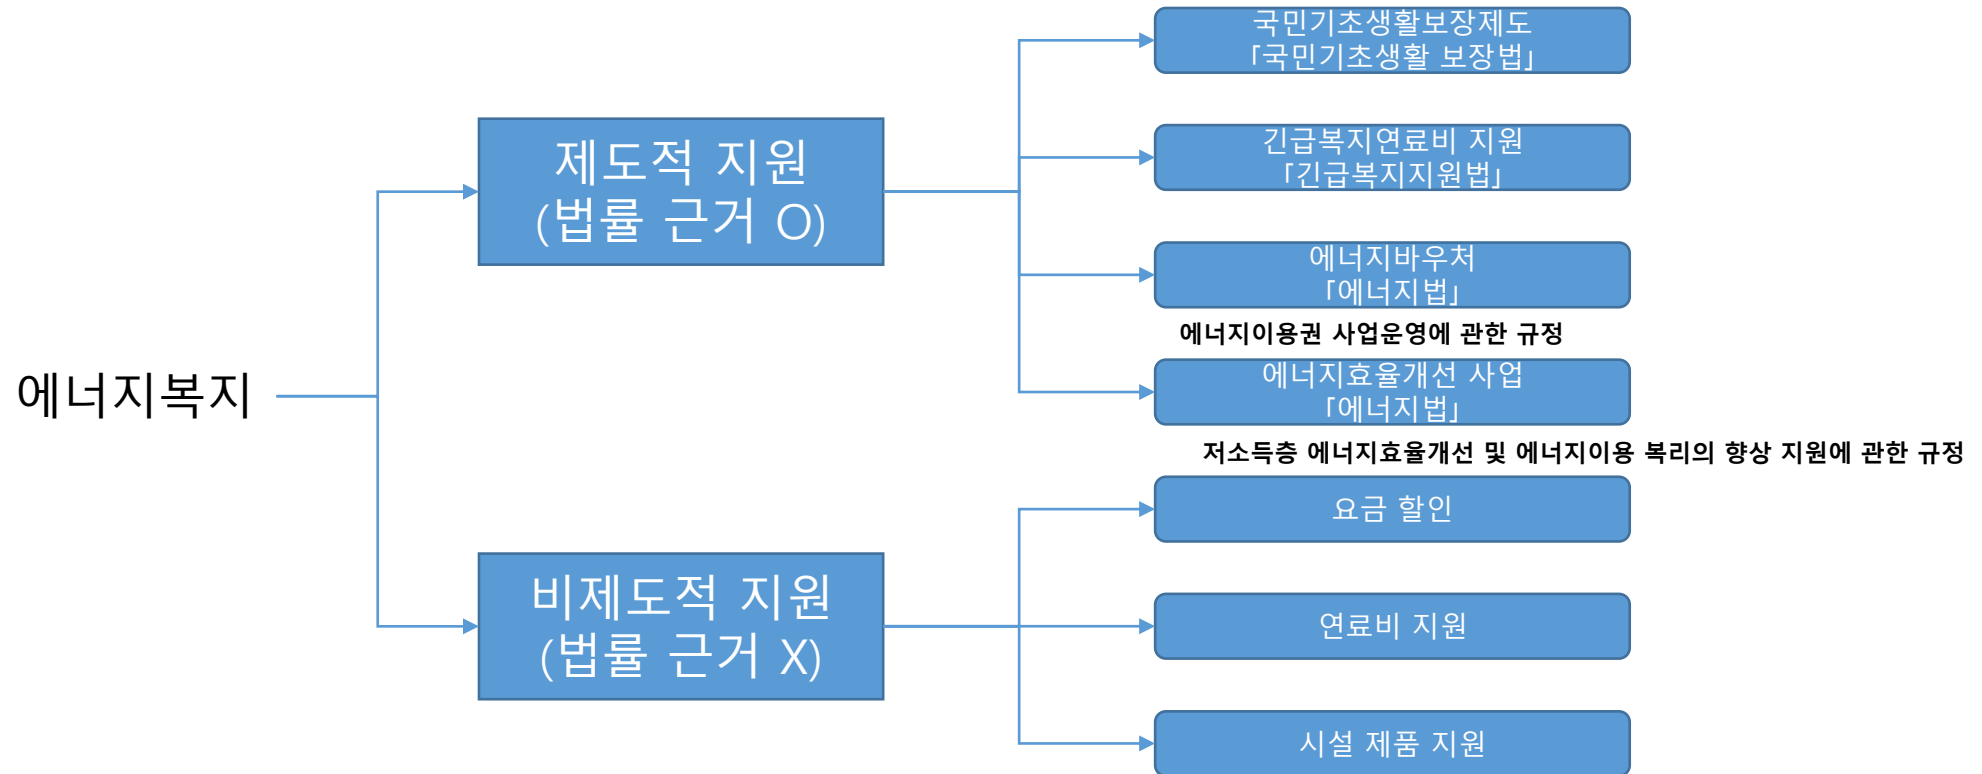 에너지복지
제도적 지원
(법률 근거 O)
국민기초생활보장제도
「국민기초생활 보장법」
긴급복지연료비 지원
「긴급복지지원법」
에너지바우처
「에너지법」
에너지이용권 사업운영에 관한 규정
에너지효율개선 사업
「에너지법」
저소득층 에너지효율개선 및 에너지이용 복리의 향상 지원에 관한 규정
비제도적 지원
(법률 근거 X)
요금 할인
연료비 지원
시설 제품 지원